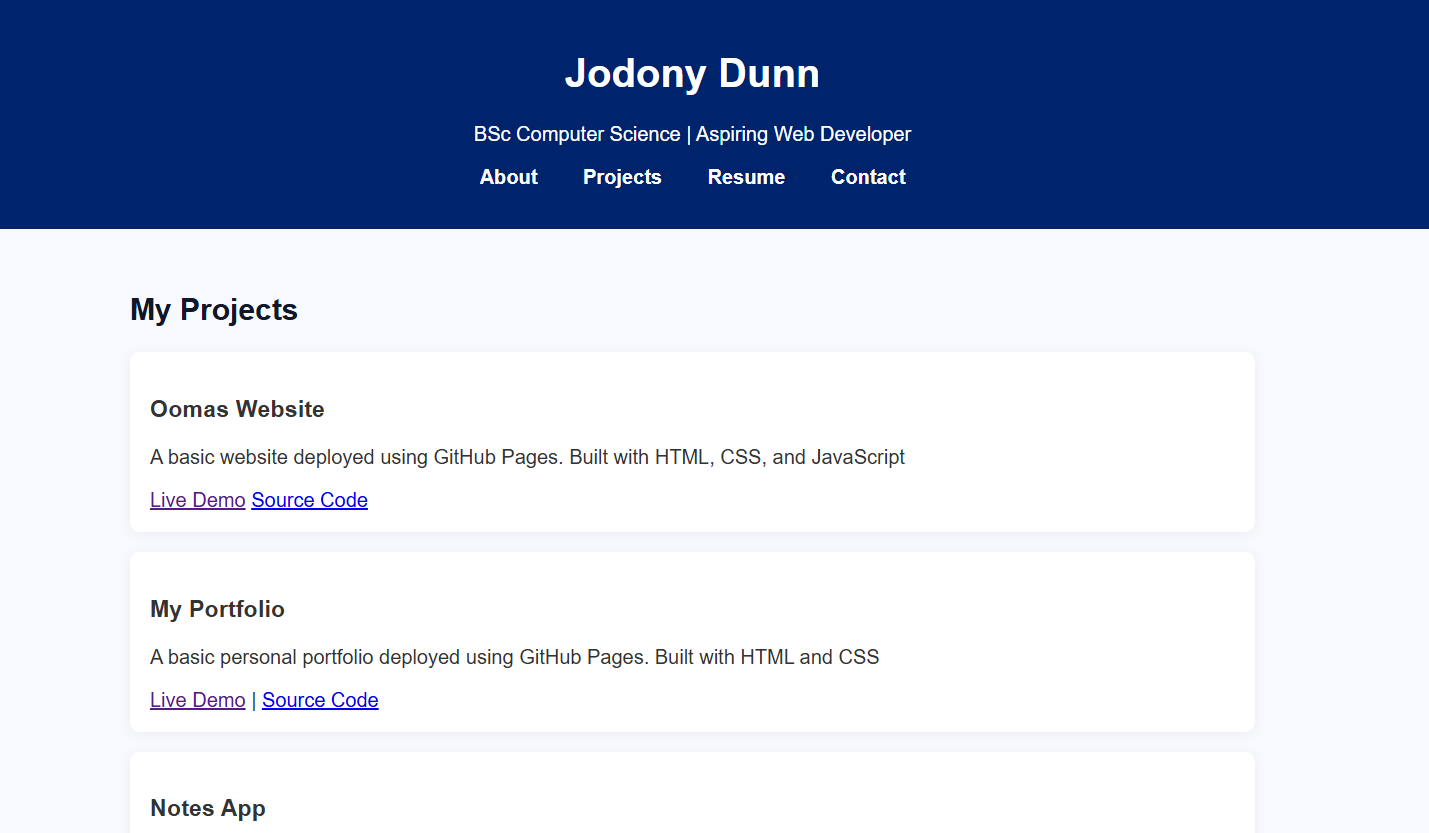 Jodony Dunn
BSc Computer Science | Aspiring Web Developer
About Projects Resume Contact
My Projects
Oomas Website
A basic website deployed using GitHub Pages. Built with HTML, CSS, and JavaScript
Live Demo Source Code
My Portfolio
A basic personal portfolio deployed using GitHub Pages. Built with HTML and CSS
Live Demo | Source Code
Notes App